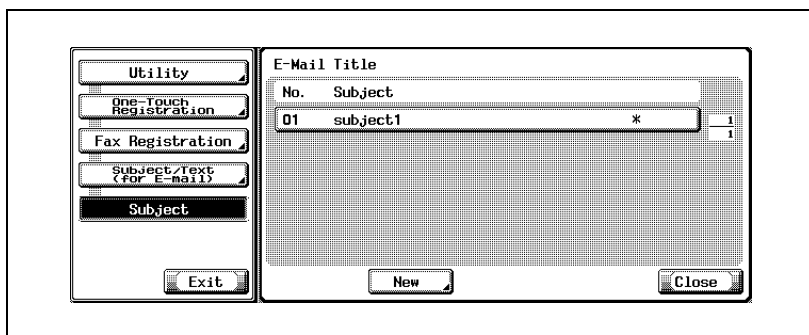 Utility
One-Touch
Registration
Fax Registration
Subject/Text
(for E-mail)
Subject
Exit
E-Mail Title
No. Subject
01 subject1 *
1
1
New
Close